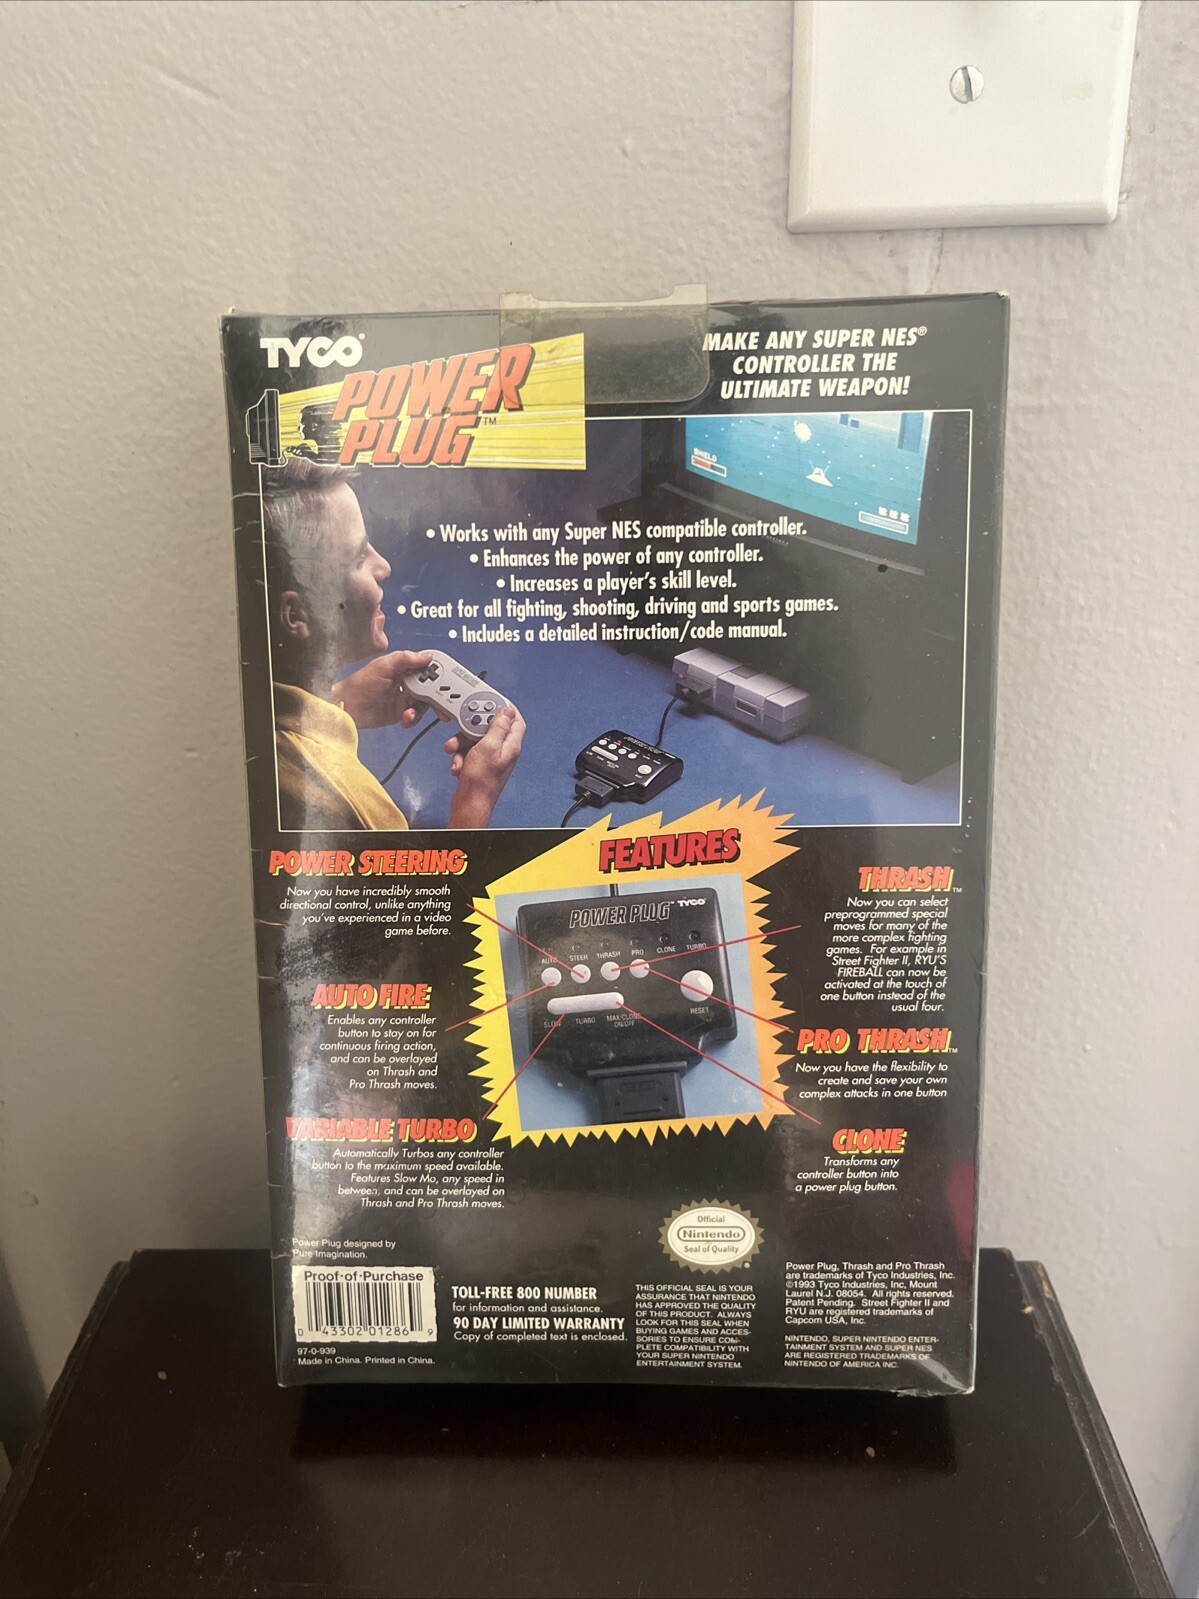 TYCO®
POWER
PLUG™
MAKE ANY SUPER NES®
CONTROLLER THE
ULTIMATE WEAPON!
SHIELD
• Works with any Super NES compatible controller.
• Enhances the power of any controller.
• Increases a player's skill level.
• Great for all fighting, shooting, driving and sports games.
• Includes a detailed instruction/code manual.
FEATURES
POWER STEERING
Now you have incredibly smooth
directional control, unlike anything
you've experienced in a video
game before.
AUTO FIRE
Enables any controller
button to stay on for
continuous firing action,
and can be overlayed
on Thrash and
Pro Thrash moves.
VARIABLE TURBO
Automatically Turbos any controller
button to the maximum speed available.
Features Slow Mo, any speed in
between, and can be overlayed on
Thrash and Pro Thrash moves.
POWER PLUG™ TYCO®
AUTO STEER THRASH PRO CLONE TURBO
SLOW TURBO MAX/CLONE
ON/OFF
RESET
THRASH™
Now you can select
preprogrammed special
moves for many of the
more complex fighting
games. For example in
Street Fighter II, RYU'S
FIREBALL can now be
activated at the touch of
one button instead of the
usual four.
PRO THRASH™
Now you have the flexibility to
create and save your own
complex attacks in one button
CLONE
Transforms any
controller button into
a power plug button.
Power Plug designed by
Pure Imagination.
Proof-of-Purchase
0 43302 01286 9
97-0-939
Made in China. Printed in China.
TOLL-FREE 800 NUMBER
for information and assistance.
90 DAY LIMITED WARRANTY
Copy of completed text is enclosed.
Official
Nintendo
Seal of Quality
THIS OFFICIAL SEAL IS YOUR
ASSURANCE THAT NINTENDO
HAS APPROVED THE QUALITY
OF THIS PRODUCT. ALWAYS
LOOK FOR THIS SEAL WHEN
BUYING GAMES AND ACCES-
SORIES TO ENSURE COM-
PLETE COMPATIBILITY WITH
YOUR SUPER NINTENDO
ENTERTAINMENT SYSTEM.
Power Plug, Thrash and Pro Thrash
are trademarks of Tyco Industries, Inc.
©1993 Tyco Industries, Inc, Mount
Laurel N.J. 08054. All rights reserved.
Patent Pending. Street Fighter II and
RYU are registered trademarks of
Capcom USA, Inc.
NINTENDO, SUPER NINTENDO ENTER-
TAINMENT SYSTEM AND SUPER NES
ARE REGISTERED TRADEMARKS OF
NINTENDO OF AMERICA INC.